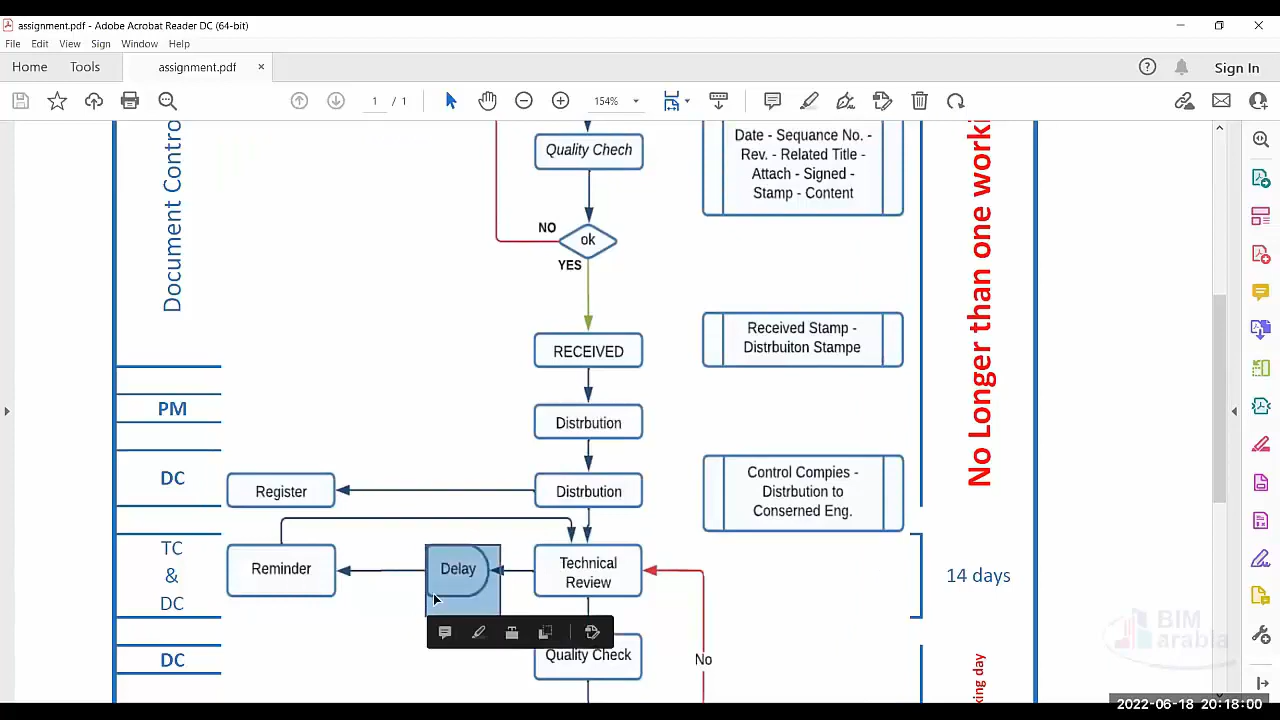 assignment.pdf - Adobe Acrobat Reader DC (64-bit)
File Edit View Sign Window Help
Home Tools assignment.pdf × Sign In
1 / 1 154%
Document Contro
Quality Chech
Date - Sequence No. -
Rev. - Related Title -
Attach - Signed -
Stamp - Content
No Longer than one worki
NO
ok
YES
RECEIVED
Received Stamp -
Distrbuiton Stampe
PM
Distrbution
DC
Register
Distrbution
Control Compies -
Distrbution to
Conserned Eng.
TC
&
DC
Reminder
Delay
Technical
Review
14 days
DC
Quality Check
No
king day
BIM
arabia
2022-06-18 20:18:00